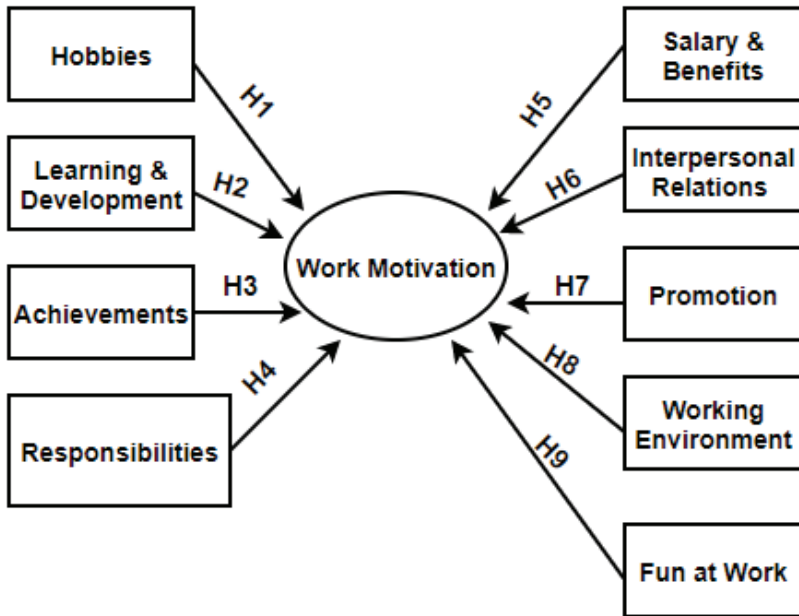 Hobbies
H1
Learning &
Development
H2
Achievements
H3
Responsibilities
H4
Work Motivation
Salary &
Benefits
H5
Interpersonal
Relations
H6
Promotion
H7
Working
Environment
H8
Fun at Work
H9